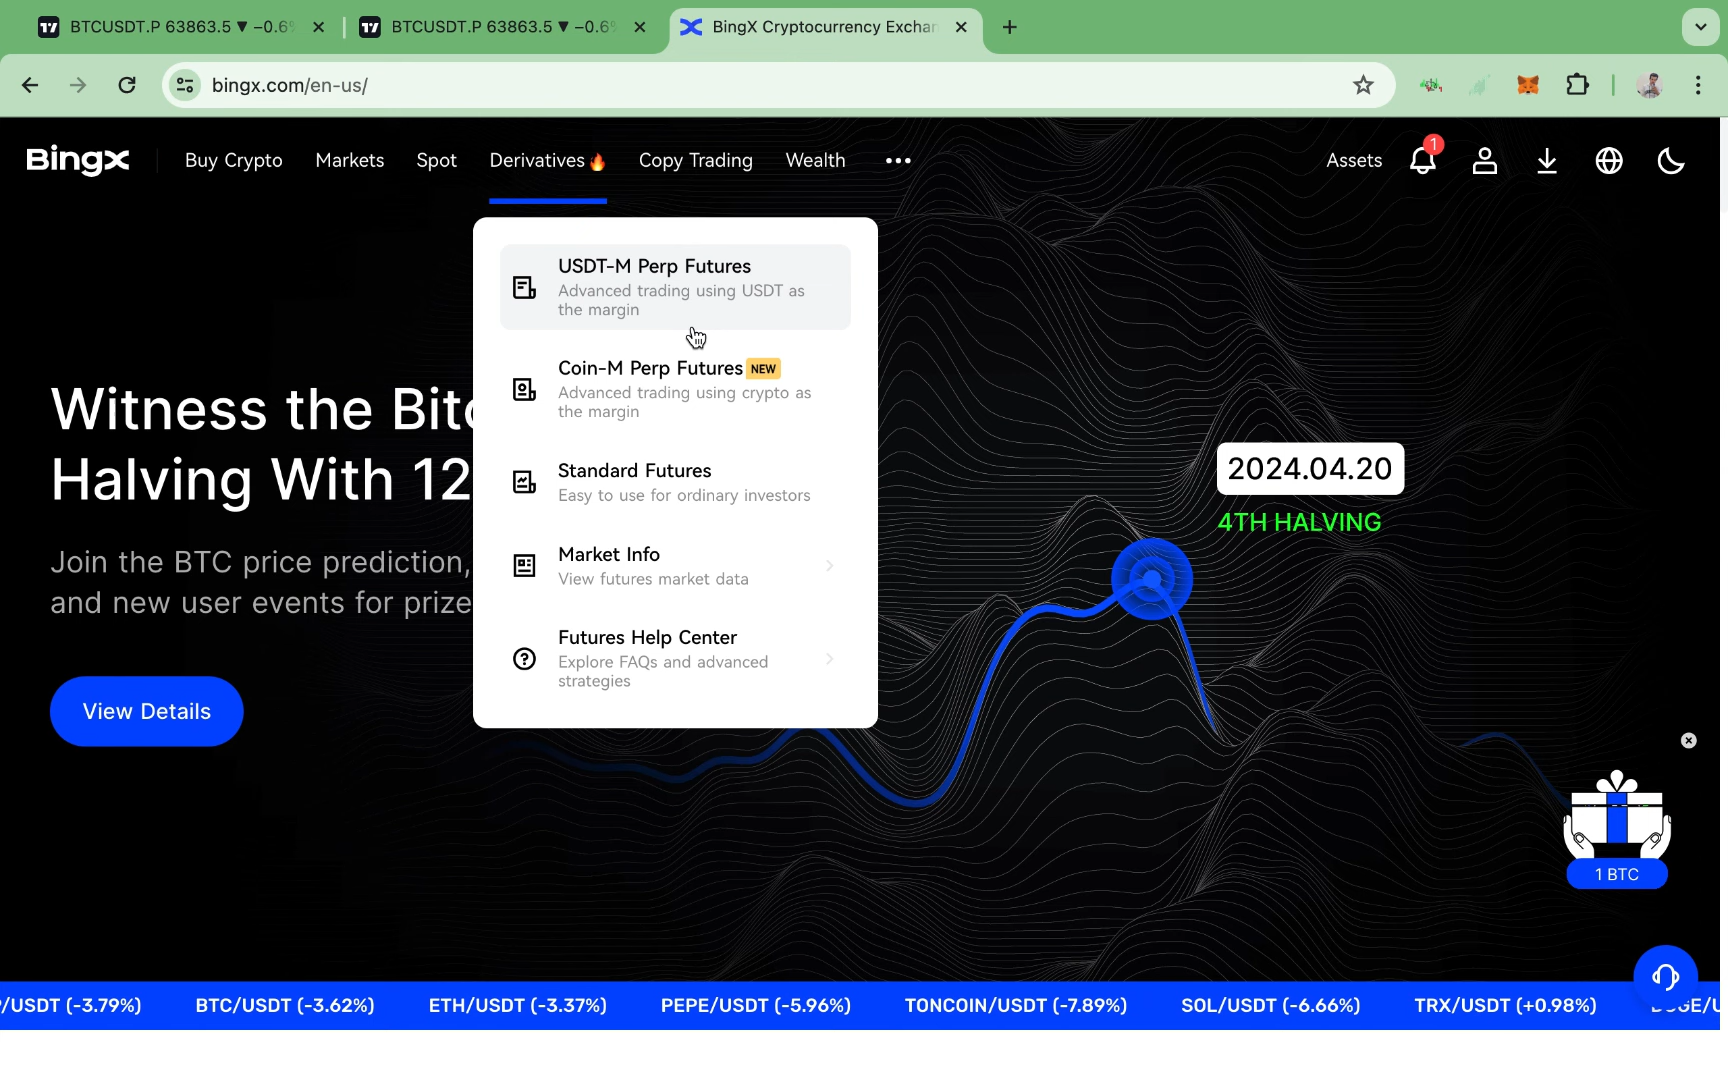 BTCUSDT.P 63863.5 ▼ −0.6%
BTCUSDT.P 63863.5 ▼ −0.6%
BingX Cryptocurrency Exchan
bingx.com/en-us/
BingX
Buy Crypto
Markets
Spot
Derivatives🔥
Copy Trading
Wealth
•••
Assets
1
USDT-M Perp Futures
Advanced trading using USDT as
the margin
Coin-M Perp Futures NEW
Advanced trading using crypto as
the margin
Standard Futures
Easy to use for ordinary investors
Market Info
View futures market data
Futures Help Center
Explore FAQs and advanced
strategies
Witness the Bitc
Halving With 12
Join the BTC price prediction,
and new user events for prize
View Details
2024.04.20
4TH HALVING
1 BTC
/USDT (-3.79%)
BTC/USDT (-3.62%)
ETH/USDT (-3.37%)
PEPE/USDT (-5.96%)
TONCOIN/USDT (-7.89%)
SOL/USDT (-6.66%)
TRX/USDT (+0.98%)